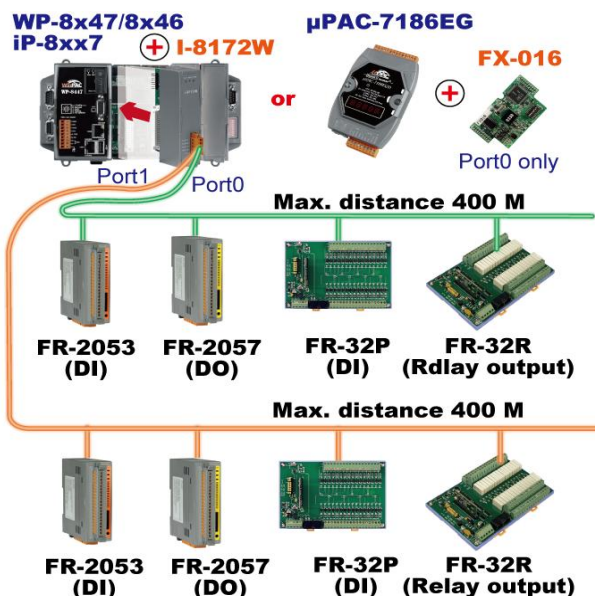 WP-8x47/8x46
iP-8xx7
I-8172W
µPAC-7186EG
FX-016
or
Port0 only
Port1
Port0
Max. distance 400 M
FR-2053
(DI)
FR-2057
(DO)
FR-32P
(DI)
FR-32R
(Rdlay output)
Max. distance 400 M
FR-2053
(DI)
FR-2057
(DO)
FR-32P
(DI)
FR-32R
(Relay output)